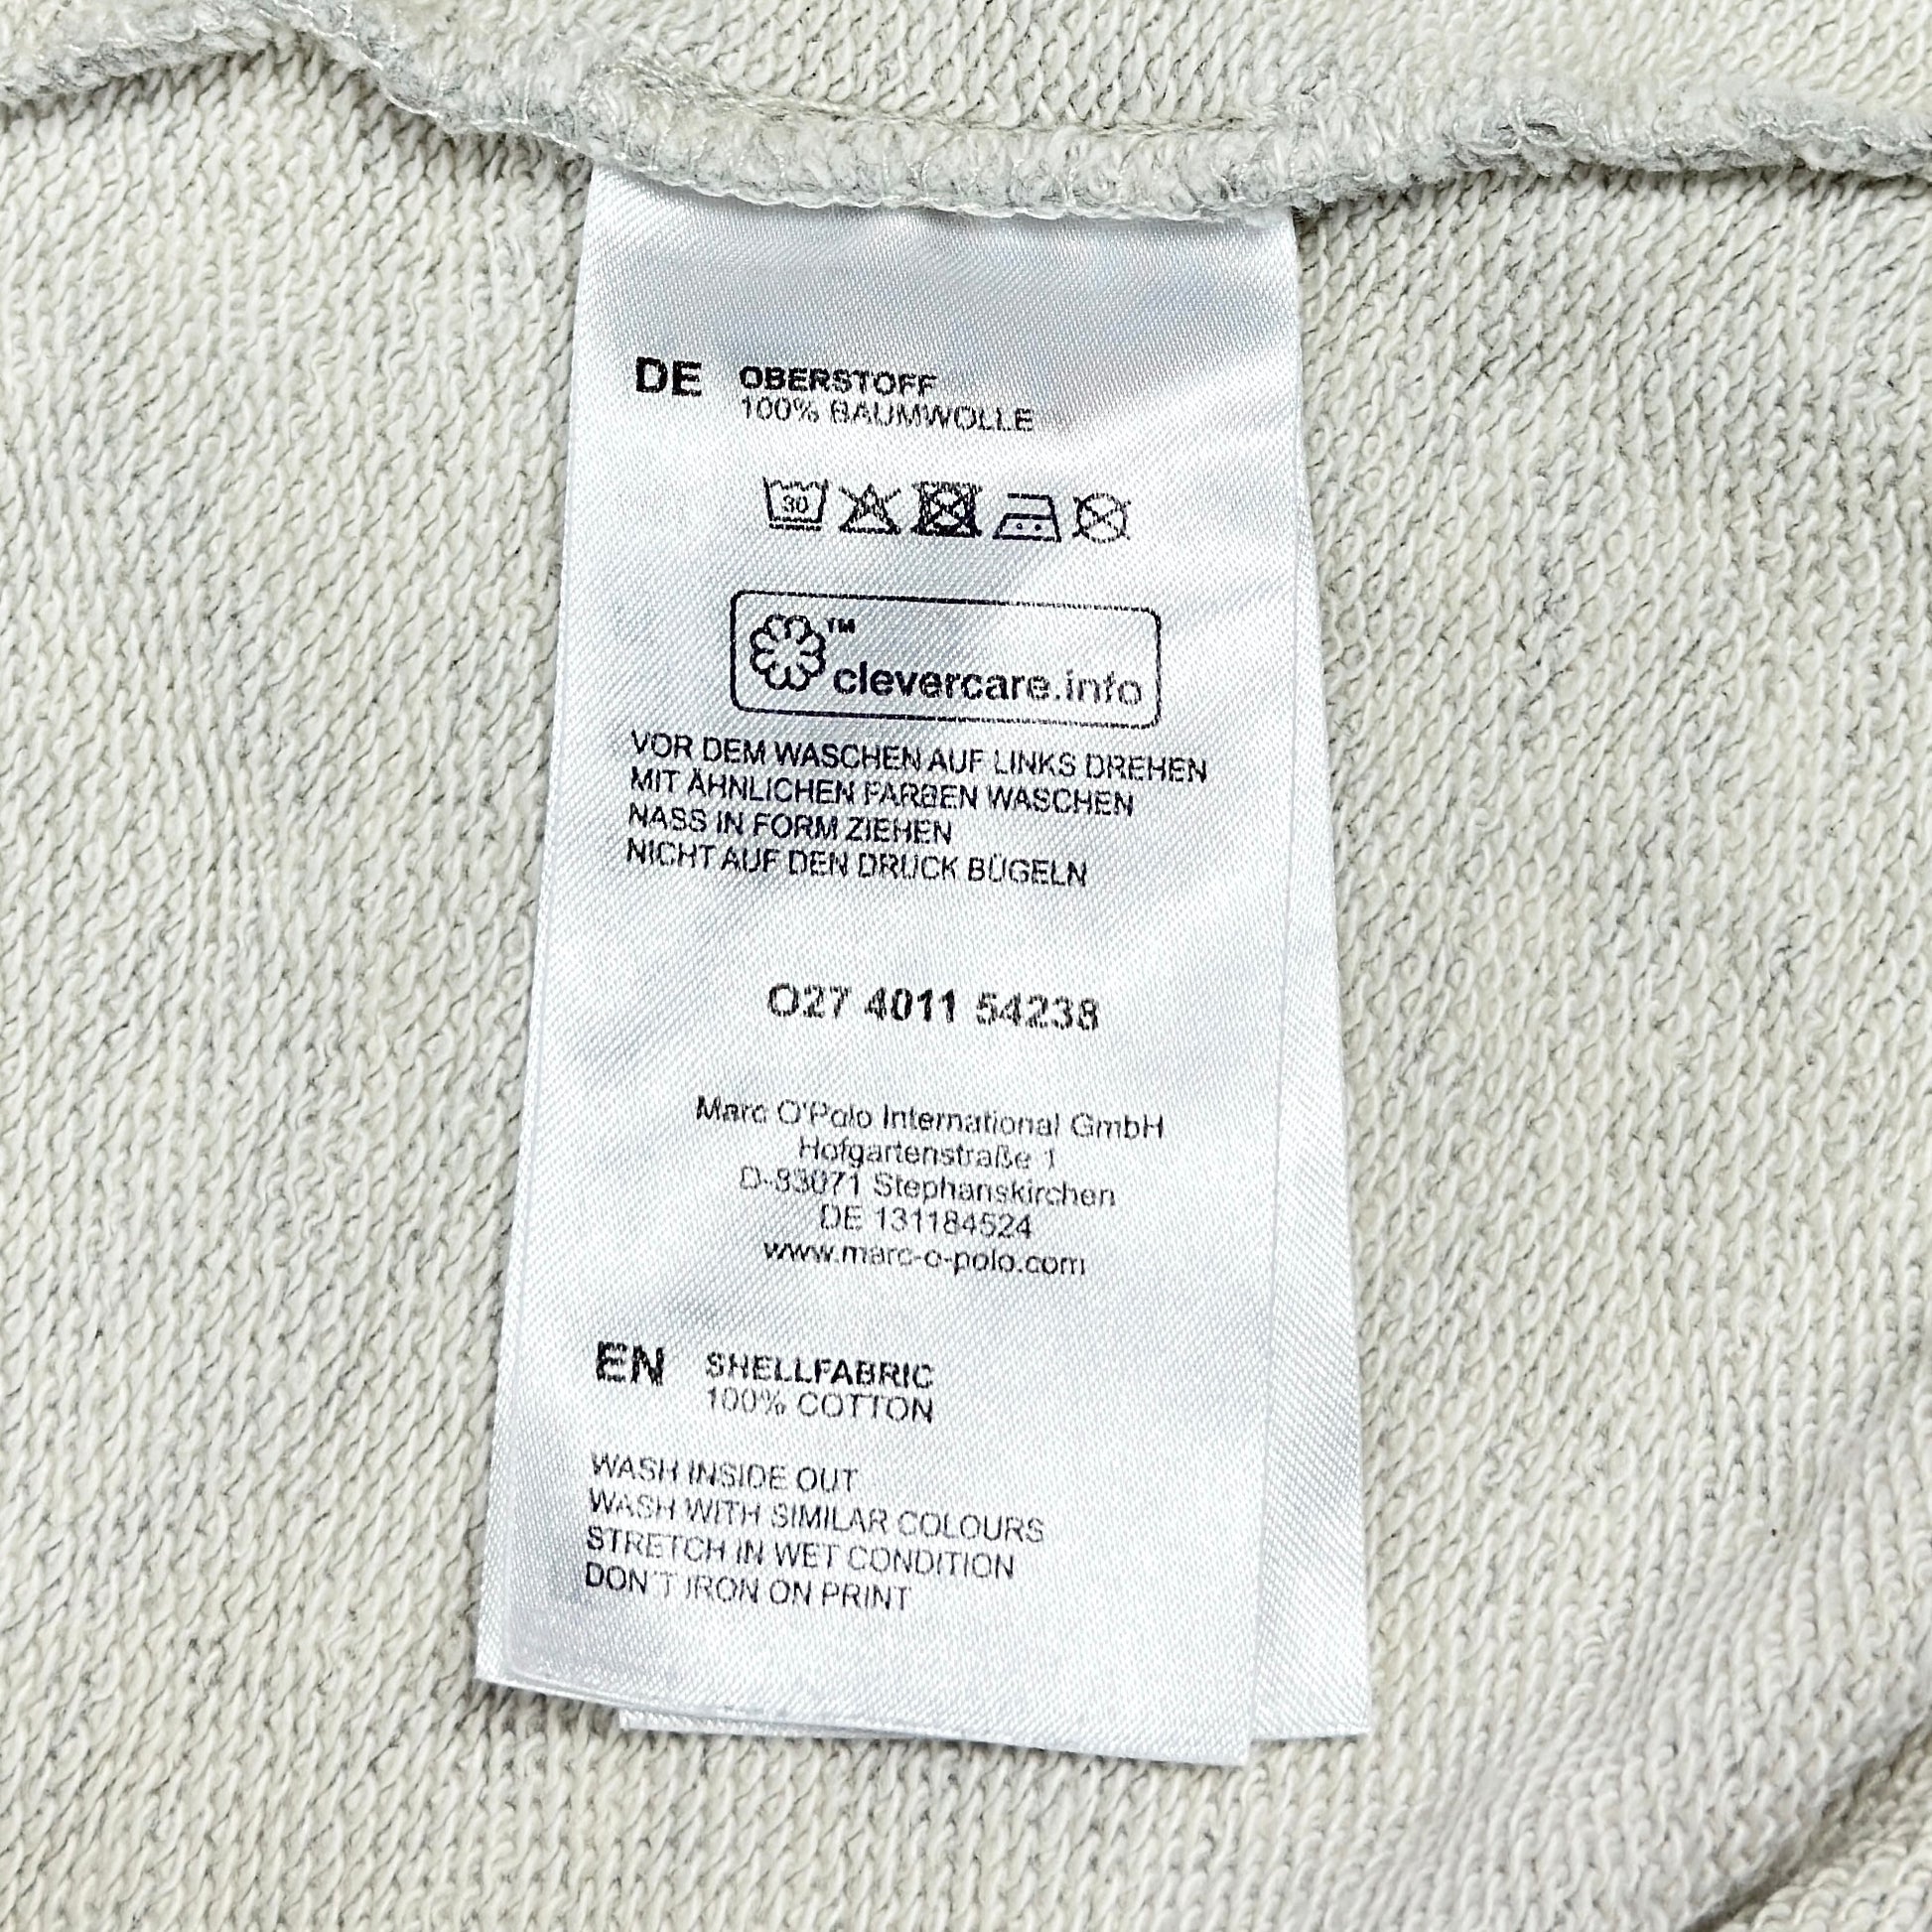 DE OBERSTOFF
100% BAUMWOLLE
30
™
clevercare.info
VOR DEM WASCHEN AUF LINKS DREHEN
MIT ÄHNLICHEN FARBEN WASCHEN
NASS IN FORM ZIEHEN
NICHT AUF DEN DRUCK BÜGELN
O27 4011 54238
Marc O'Polo International GmbH
Hofgartenstraße 1
D-83071 Stephanskirchen
DE 131184524
www.marc-o-polo.com
EN SHELLFABRIC
100% COTTON
WASH INSIDE OUT
WASH WITH SIMILAR COLOURS
STRETCH IN WET CONDITION
DON'T IRON ON PRINT